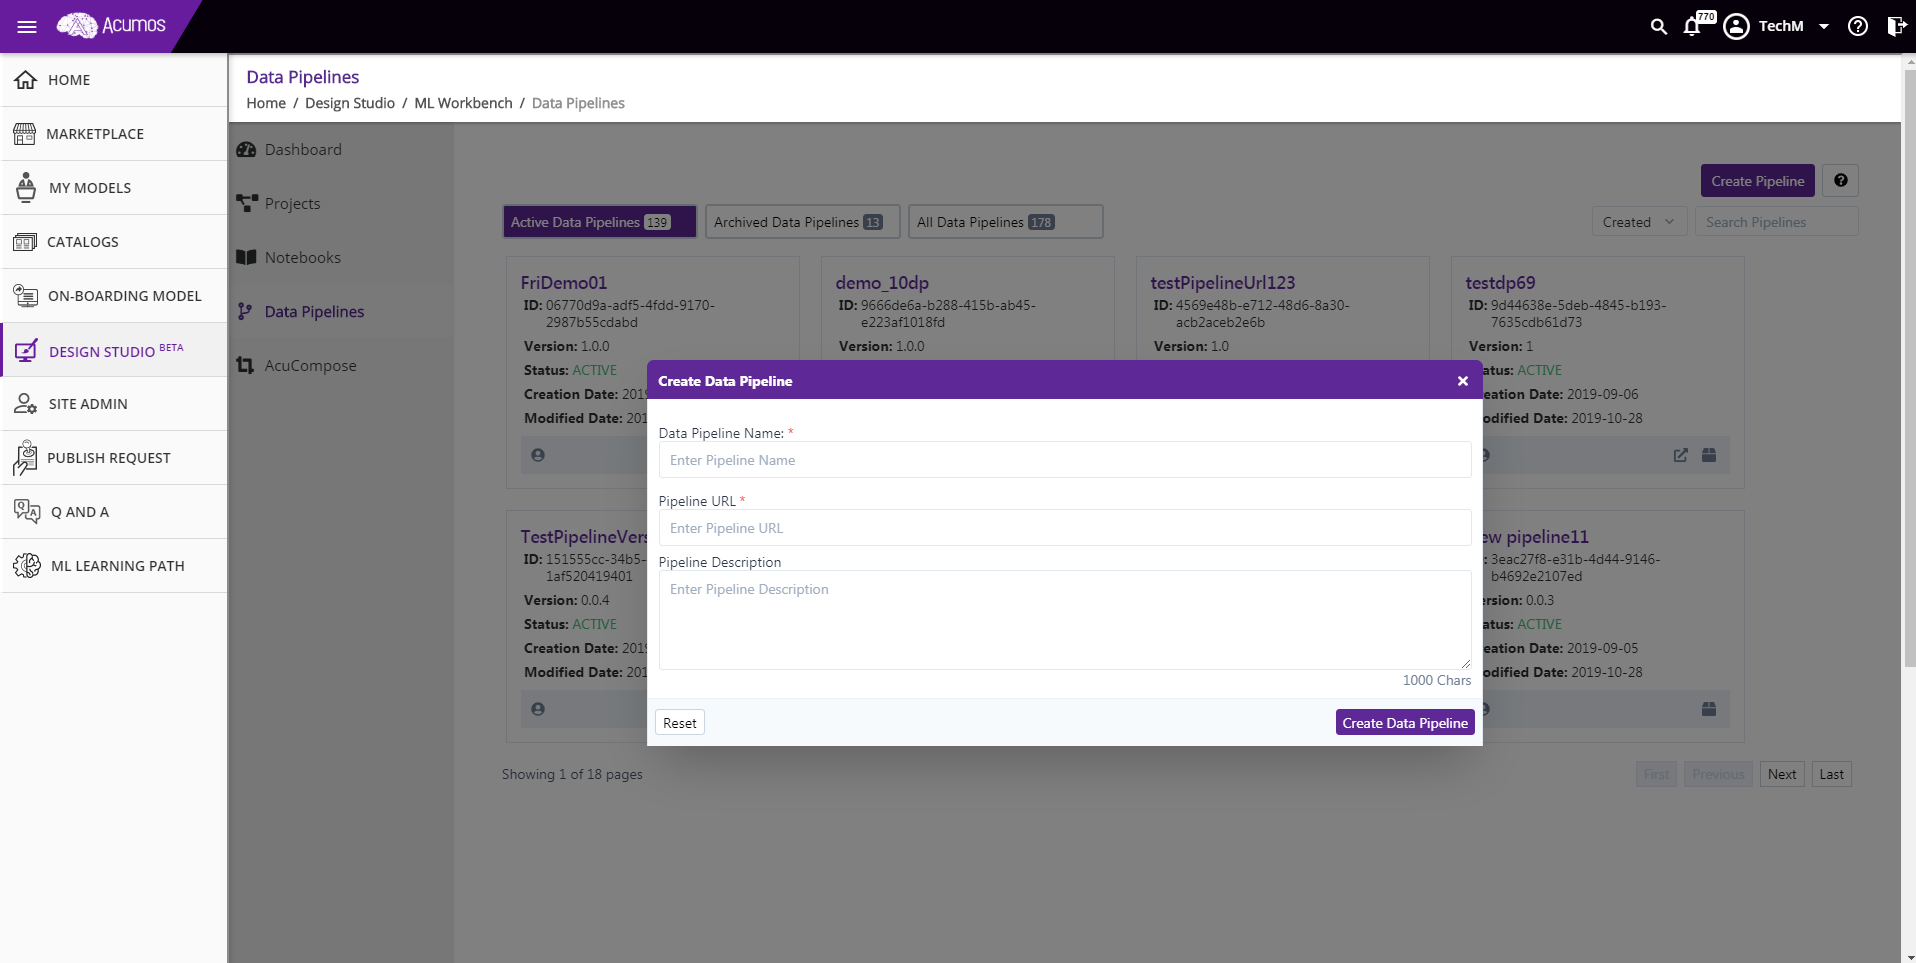 Acumos
770
TechM
HOME
MARKETPLACE
MY MODELS
CATALOGS
ON-BOARDING MODEL
DESIGN STUDIO BETA
SITE ADMIN
PUBLISH REQUEST
Q AND A
ML LEARNING PATH
Data Pipelines
Home / Design Studio / ML Workbench / Data Pipelines
Dashboard
Projects
Notebooks
Data Pipelines
AcuCompose
Create Pipeline
Active Data Pipelines 139
Archived Data Pipelines 13
All Data Pipelines 178
Created
Search Pipelines
FriDemo01
ID: 06770d9a-adf5-4fdd-9170-
2987b55cdabd
Version: 1.0.0
Status: ACTIVE
Creation Date: 201
Modified Date: 201
demo_10dp
ID: 9666de6a-b288-415b-ab45-
e223af1018fd
Version: 1.0.0
testPipelineUrl123
ID: 4569e48b-e712-48d6-8a30-
acb2aceb2e6b
Version: 1.0
testdp69
ID: 9d44638e-5deb-4845-b193-
7635cdb61d73
Version: 1
atus: ACTIVE
eation Date: 2019-09-06
odified Date: 2019-10-28
Create Data Pipeline
Data Pipeline Name: *
Enter Pipeline Name
Pipeline URL *
Enter Pipeline URL
Pipeline Description
Enter Pipeline Description
1000 Chars
Reset
Create Data Pipeline
TestPipelineVers
ID: 151555cc-34b5-
1af520419401
Version: 0.0.4
Status: ACTIVE
Creation Date: 201
Modified Date: 201
ew pipeline11
: 3eac27f8-e31b-4d44-9146-
b4692e2107ed
ersion: 0.0.3
atus: ACTIVE
eation Date: 2019-09-05
odified Date: 2019-10-28
Showing 1 of 18 pages
First
Previous
Next
Last